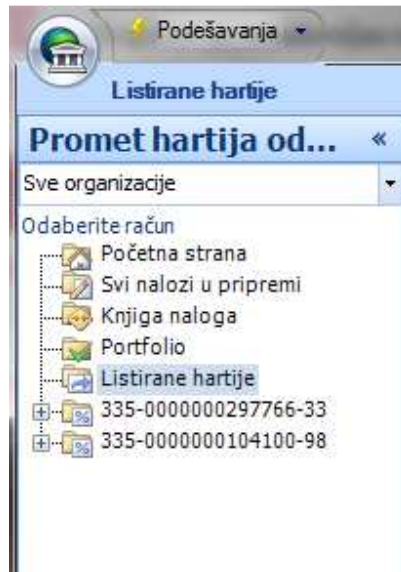 Podešavanja
Listirane hartije
Promet hartija od... «
Sve organizacije
Odaberite račun
Početna strana
Svi nalozi u pripremi
Knjiga naloga
Portfolio
Listirane hartije
335-0000000297766-33
335-0000000104100-98